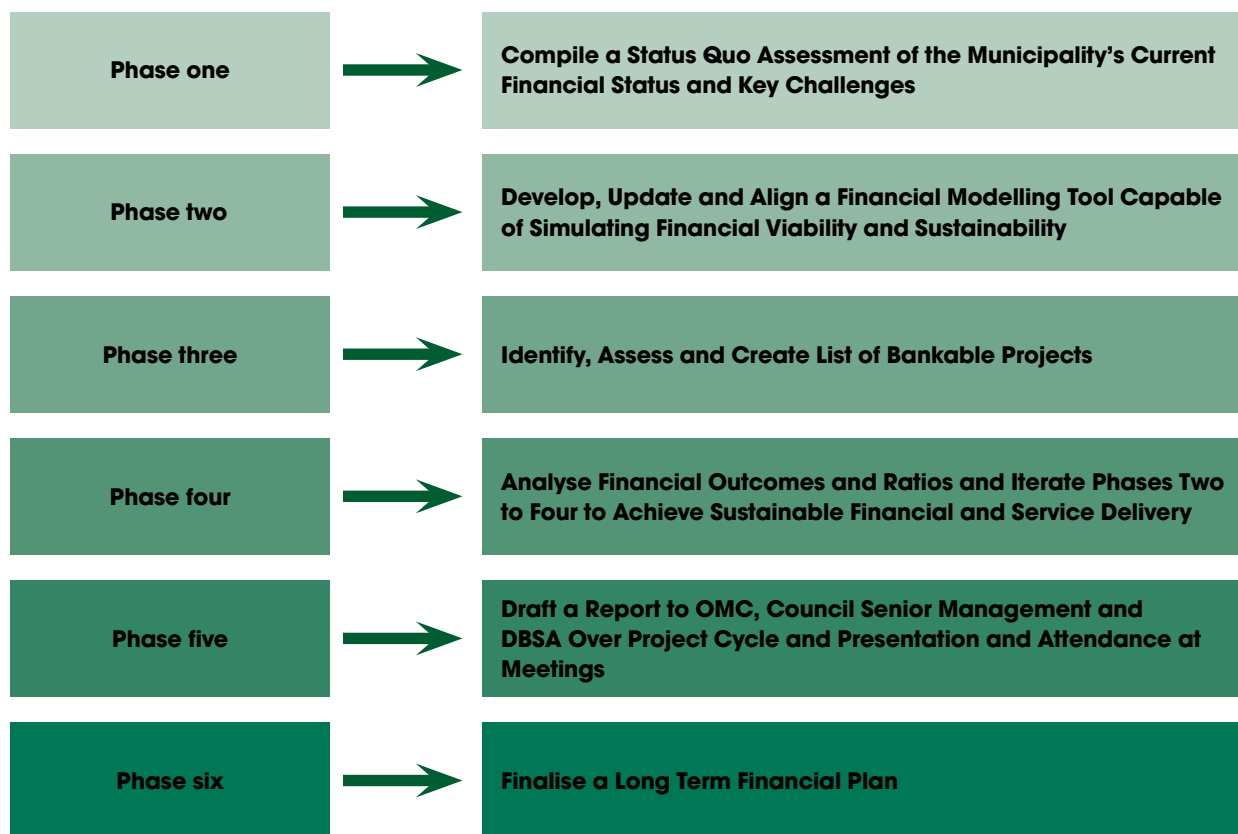 Phase one
Compile a Status Quo Assessment of the Municipality’s Current
Financial Status and Key Challenges
Phase two
Develop, Update and Align a Financial Modelling Tool Capable
of Simulating Financial Viability and Sustainability
Phase three
Identify, Assess and Create List of Bankable Projects
Phase four
Analyse Financial Outcomes and Ratios and Iterate Phases Two
to Four to Achieve Sustainable Financial and Service Delivery
Phase five
Draft a Report to OMC, Council Senior Management and
DBSA Over Project Cycle and Presentation and Attendance at
Meetings
Phase six
Finalise a Long Term Financial Plan